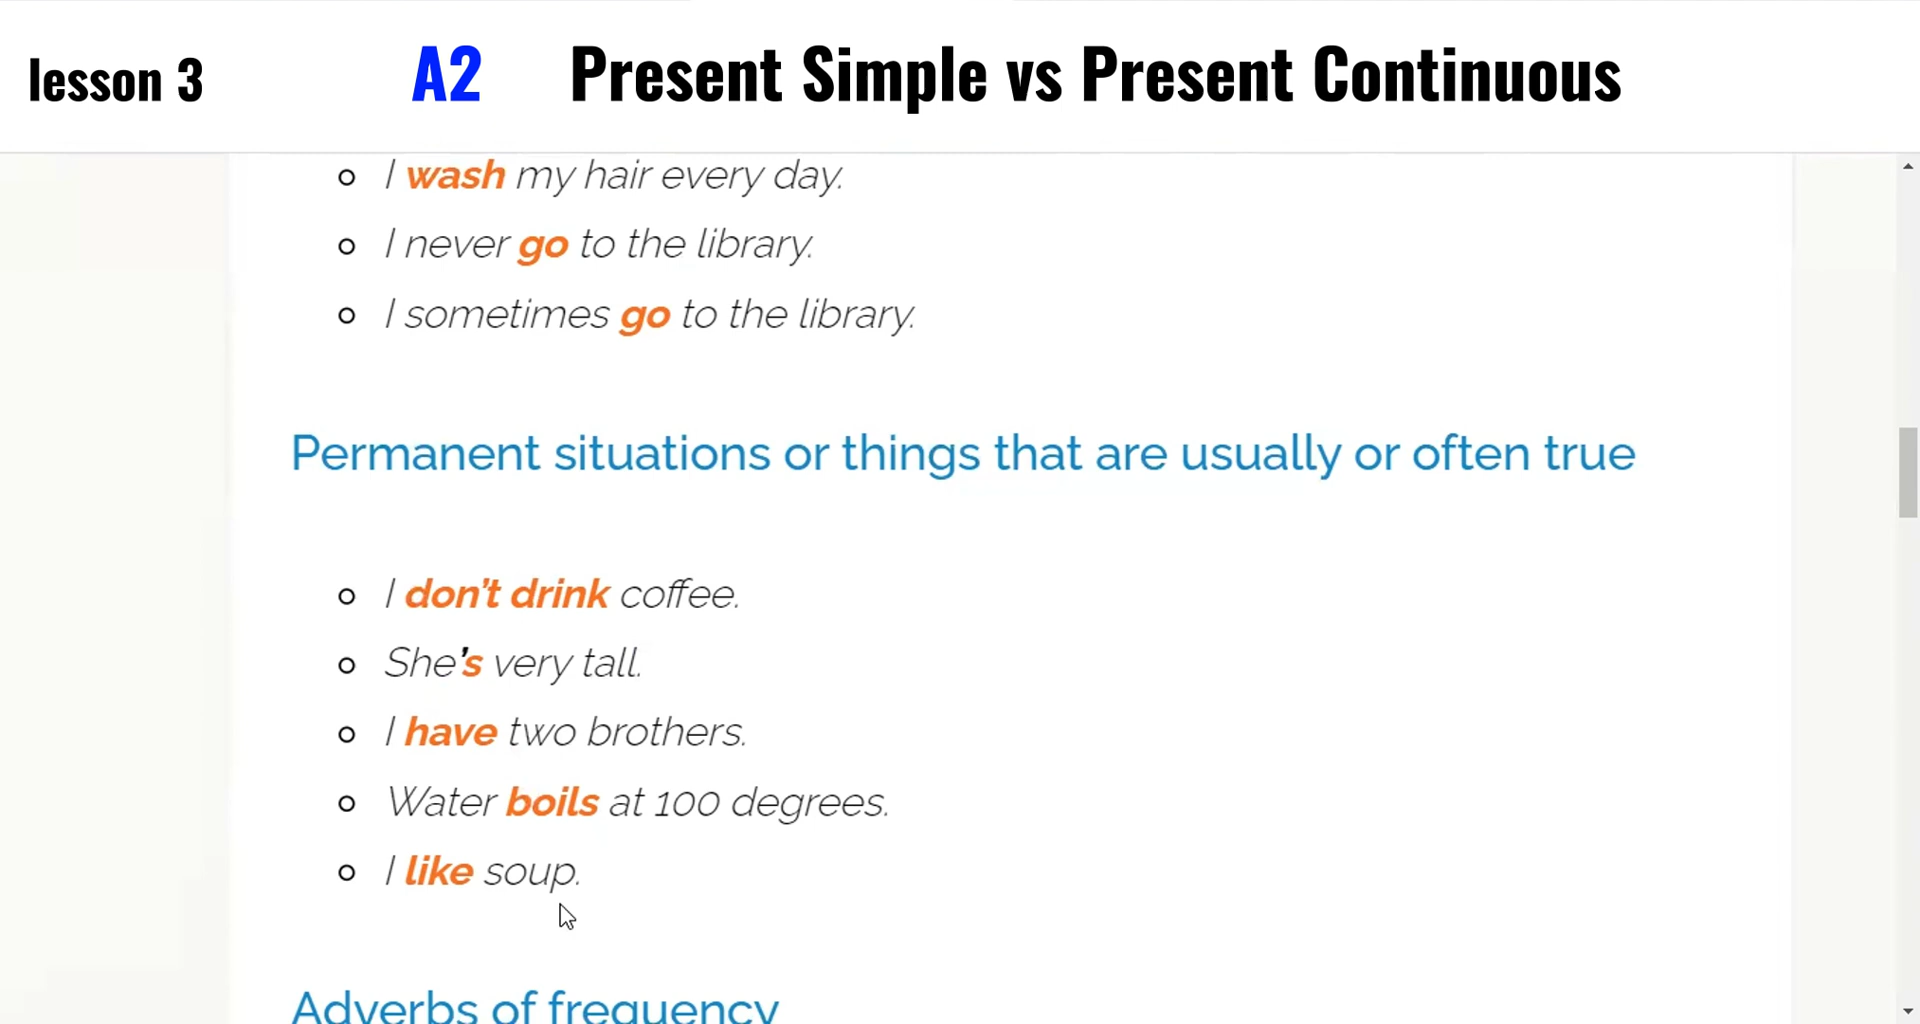 lesson 3 A2 Present Simple vs Present Continuous
I wash my hair every day.
I never go to the library.
I sometimes go to the library.
Permanent situations or things that are usually or often true
I don’t drink coffee.
She’s very tall.
I have two brothers.
Water boils at 100 degrees.
I like soup.
Adverbs of frequency